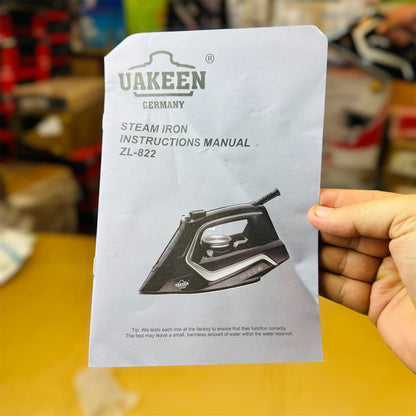 UAKEEN ®
GERMANY
STEAM IRON
INSTRUCTIONS MANUAL
ZL-822
UAKEEN
Tip: We tests each iron at the factory to ensure that their function correctly.
The test may leave a small, harmless amount of water within the water reservoir.